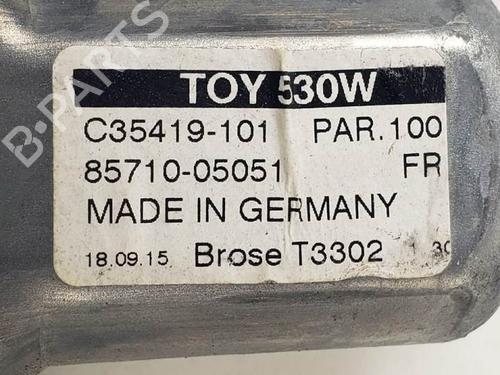 TOY 530W
C35419-101 PAR.100
85710-05051 FR
MADE IN GERMANY
18.09.15 Brose T3302
B-PARTS